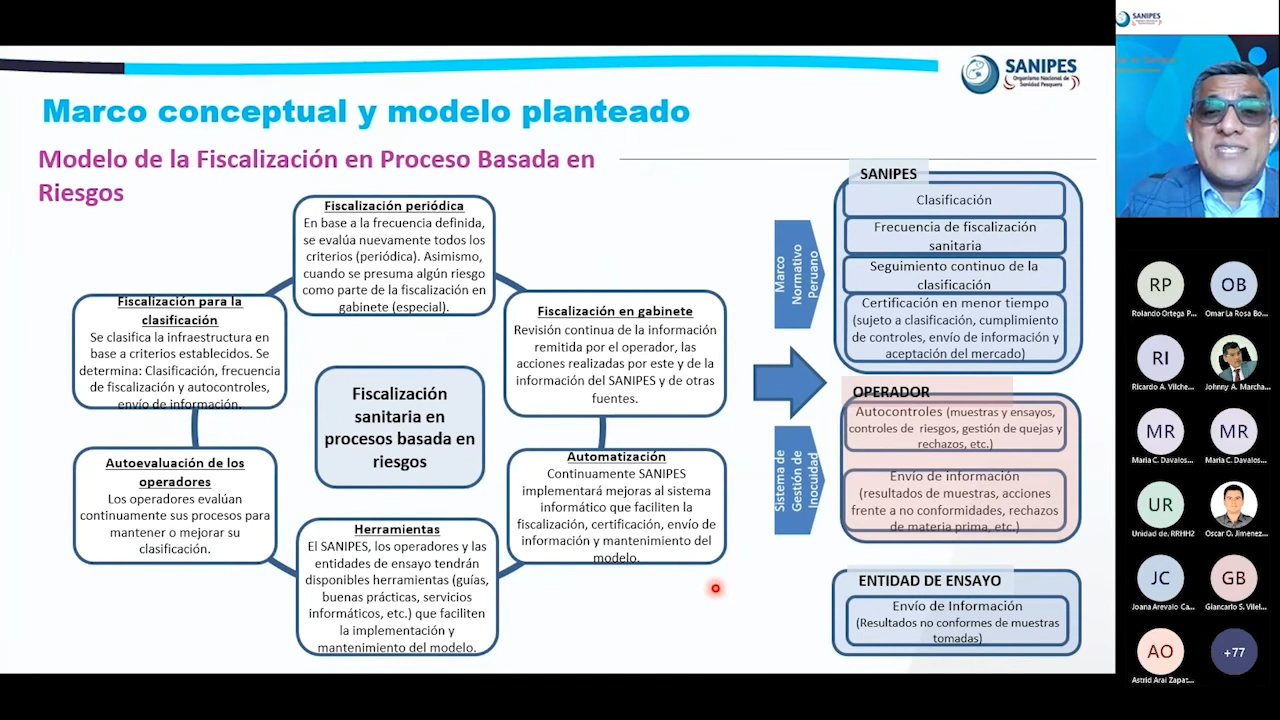 SANIPES
Organismo Nacional de
Sanidad Pesquera
Marco conceptual y modelo planteado
Modelo de la Fiscalización en Proceso Basada en
Riesgos
Fiscalización periódica
En base a la frecuencia definida,
se evalúa nuevamente todos los
criterios (periódica). Asimismo,
cuando se presuma algún riesgo
como parte de la fiscalización en
gabinete (especial).
Fiscalización para la
clasificación
Se clasifica la infraestructura en
base a criterios establecidos. Se
determina: Clasificación, frecuencia
de fiscalización y autocontroles,
envío de información.
Fiscalización en gabinete
Revisión continua de la información
remitida por el operador, las
acciones realizadas por este y de la
información del SANIPES y de otras
fuentes.
Fiscalización
sanitaria en
procesos basada en
riesgos
Autoevaluación de los
operadores
Los operadores evalúan
continuamente sus procesos para
mantener o mejorar su
clasificación.
Automatización
Continuamente SANIPES
implementará mejoras al sistema
informático que faciliten la
fiscalización, certificación, envío de
información y mantenimiento del
modelo.
Herramientas
El SANIPES, los operadores y las
entidades de ensayo tendrán
disponibles herramientas (guías,
buenas prácticas, servicios
informáticos, etc.) que faciliten
la implementación y
mantenimiento del modelo.
Marco
Normativo
Peruano
Sistema de
Gestión de
Inocuidad
SANIPES
Clasificación
Frecuencia de fiscalización
sanitaria
Seguimiento continuo de la
clasificación
Certificación en menor tiempo
(sujeto a clasificación, cumplimiento
de controles, envío de información y
aceptación del mercado)
OPERADOR
Autocontroles (muestras y ensayos,
controles de riesgos, gestión de quejas y
rechazos, etc.)
Envío de información
(resultados de muestras, acciones
frente a no conformidades, rechazos
de materia prima, etc.)
ENTIDAD DE ENSAYO
Envío de Información
(Resultados no conformes de muestras
tomadas)
SANIPES
RP
Rolando Ortega P...
OB
Omar La Rosa Bo...
RI
Ricardo A. Vilche...
Johnny A. Marcha...
MR
Maria C. Davalos...
MR
Maria C. Davalos...
UR
Unidad de. RRHH2
Oscar O. Jimenez...
JC
Joana Arevalo Ca...
GB
Giancarlo S. Vilel...
AO
Astrid Arai Zapat...
+77